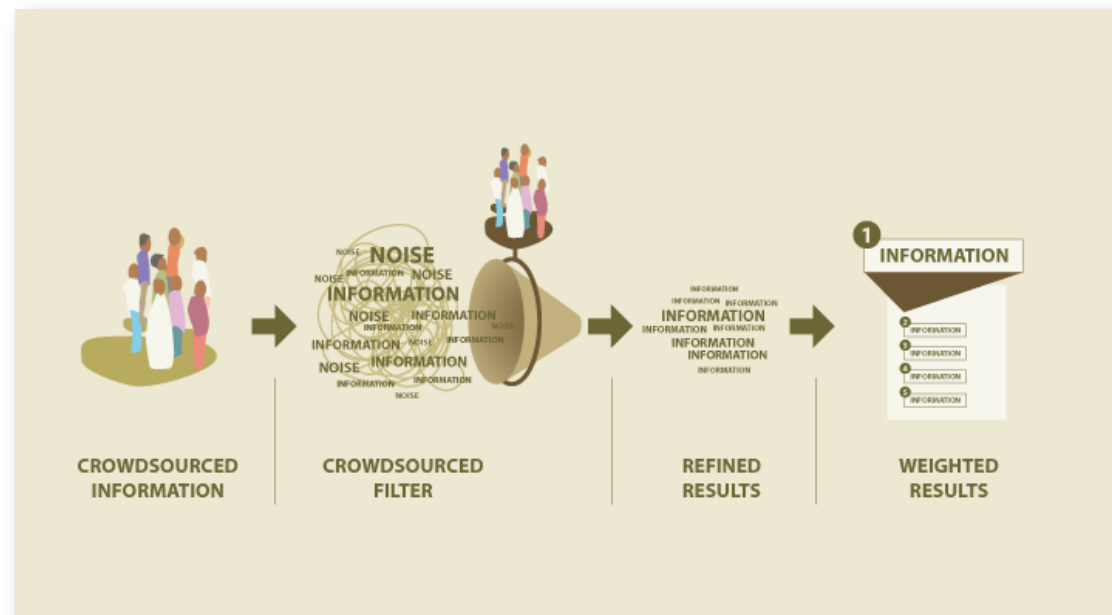 NOISE
NOISE
INFORMATION
NOISE
NOISE
INFORMATION
NOISE
INFORMATION
INFORMATION
NOISE
INFORMATION
NOISE
INFORMATION
INFORMATION
NOISE
INFORMATION
INFORMATION
NOISE
INFORMATION
INFORMATION
INFORMATION
INFORMATION
INFORMATION
INFORMATION
INFORMATION
INFORMATION
INFORMATION
1
INFORMATION
2
INFORMATION
3
INFORMATION
4
INFORMATION
5
INFORMATION
CROWDSOURCED
INFORMATION
CROWDSOURCED
FILTER
REFINED
RESULTS
WEIGHTED
RESULTS